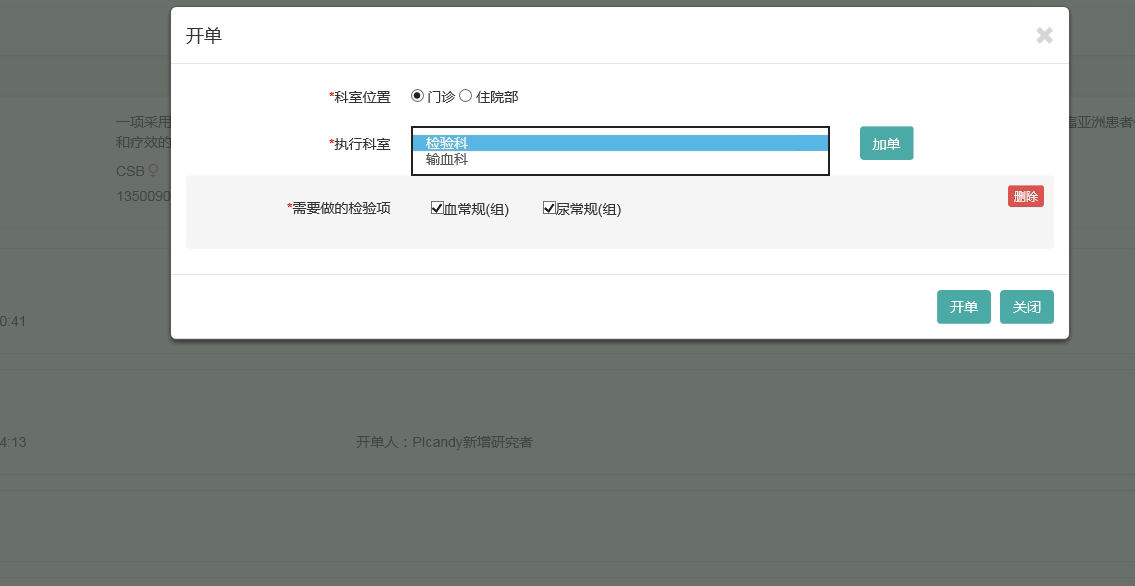 开单
*科室位置 门诊 住院部
一项采用
和疗效的
亚洲患者
*执行科室 检验科 加单
输血科
CSB
1350090
删除
*需要做的检验项 血常规(组) 尿常规(组)
开单 关闭
0:41
4:13
开单人：PIcandy新增研究者